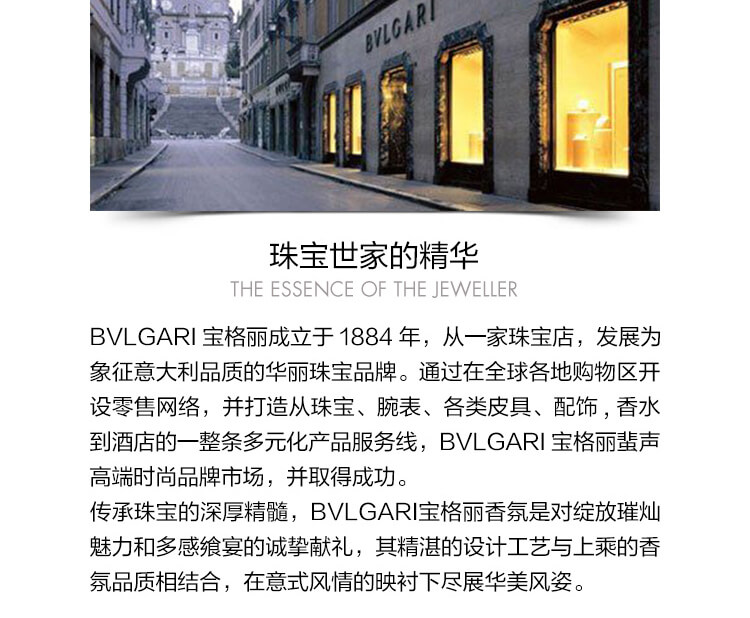 BVLGARI
珠宝世家的精华
THE ESSENCE OF THE JEWELLER
BVLGARI 宝格丽成立于 1884 年，从一家珠宝店，发展为
象征意大利品质的华丽珠宝品牌。通过在全球各地购物区开
设零售网络，并打造从珠宝、腕表、各类皮具、配饰，香水
到酒店的一整条多元化产品服务线，BVLGARI 宝格丽蜚声
高端时尚品牌市场，并取得成功。
传承珠宝的深厚精髓，BVLGARI宝格丽香氛是对绽放璀灿
魅力和多感飨宴的诚挚献礼，其精湛的设计工艺与上乘的香
氛品质相结合，在意式风情的映衬下尽展华美风姿。